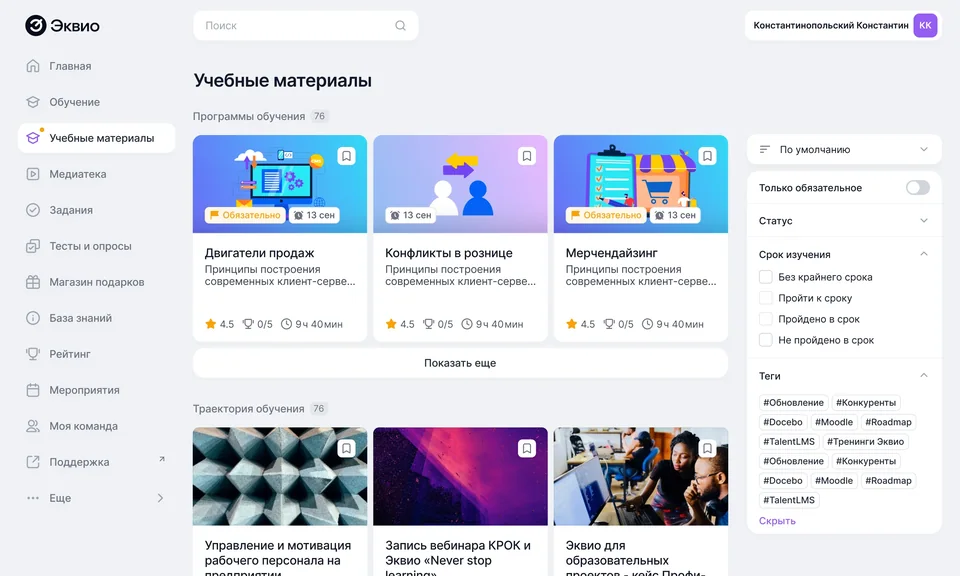 Эквио
Поиск
Константинопольский Константин
КК
Главная
Обучение
Учебные материалы
Медиатека
Задания
Тесты и опросы
Магазин подарков
База знаний
Рейтинг
Мероприятия
Моя команда
Поддержка
Еще
Учебные материалы
Программы обучения 76
Обязательно 13 сен
Двигатели продаж
Принципы построения
современных клиент-серве...
4.5 0/5 9ч 40мин
13 сен
Конфликты в рознице
Принципы построения
современных клиент-серве...
4.5 0/5 9ч 40мин
Обязательно 13 сен
Мерчендайзинг
Принципы построения
современных клиент-серве...
4.5 0/5 9ч 40мин
Показать еще
Траектория обучения 76
Управление и мотивация
рабочего персонала на
предприятии
Запись вебинара КРОК и
Эквио «Never stop
learning»
Эквио для
образовательных
проектов - кейс Профи-
По умолчанию
Только обязательное
Статус
Срок изучения
Без крайнего срока
Пройти к сроку
Пройдено в срок
Не пройдено в срок
Теги
#Обновление #Конкуренты
#Docebo #Moodle #Roadmap
#TalentLMS #Тренинги Эквио
#Обновление #Конкуренты
#Docebo #Moodle #Roadmap
#TalentLMS
Скрыть